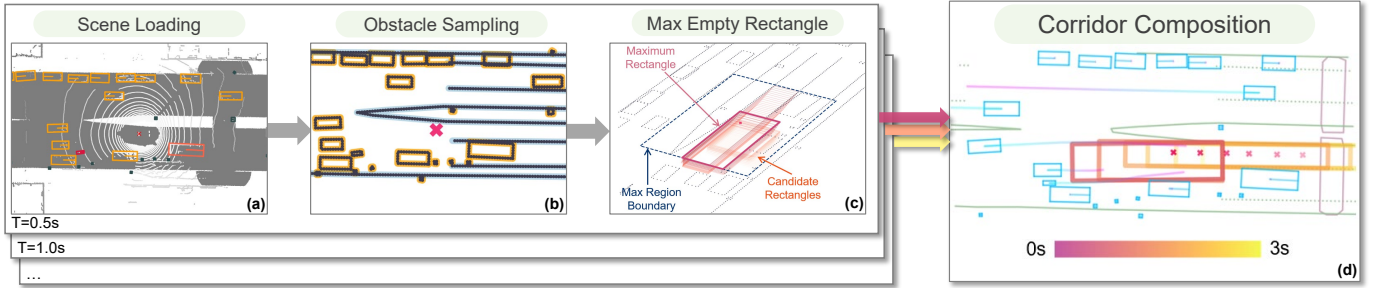 Scene Loading
Obstacle Sampling
Max Empty Rectangle
Corridor Composition
Maximum
Rectangle
Max Region
Boundary
Candidate
Rectangles
(a)
(b)
(c)
T=0.5s
T=1.0s
...
0s
3s
(d)